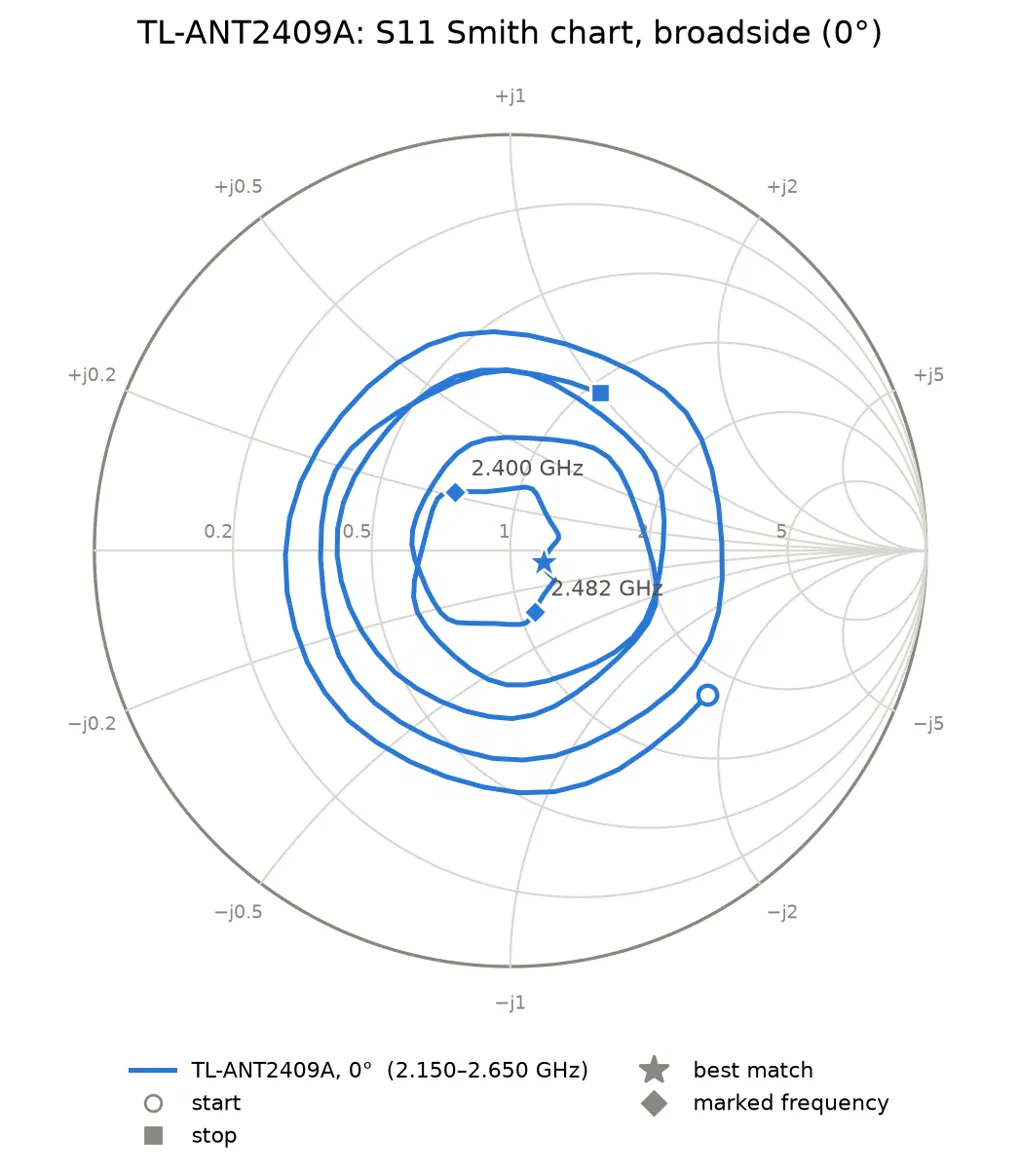 TL-ANT2409A: S11 Smith chart, broadside (0°)
+j1
+j0.5
+j2
+j0.2
+j5
2.400 GHz
0.2
0.5
1
2
5
2.482 GHz
−j0.2
−j5
−j0.5
−j2
−j1
TL-ANT2409A, 0° (2.150–2.650 GHz)
best match
start
marked frequency
stop